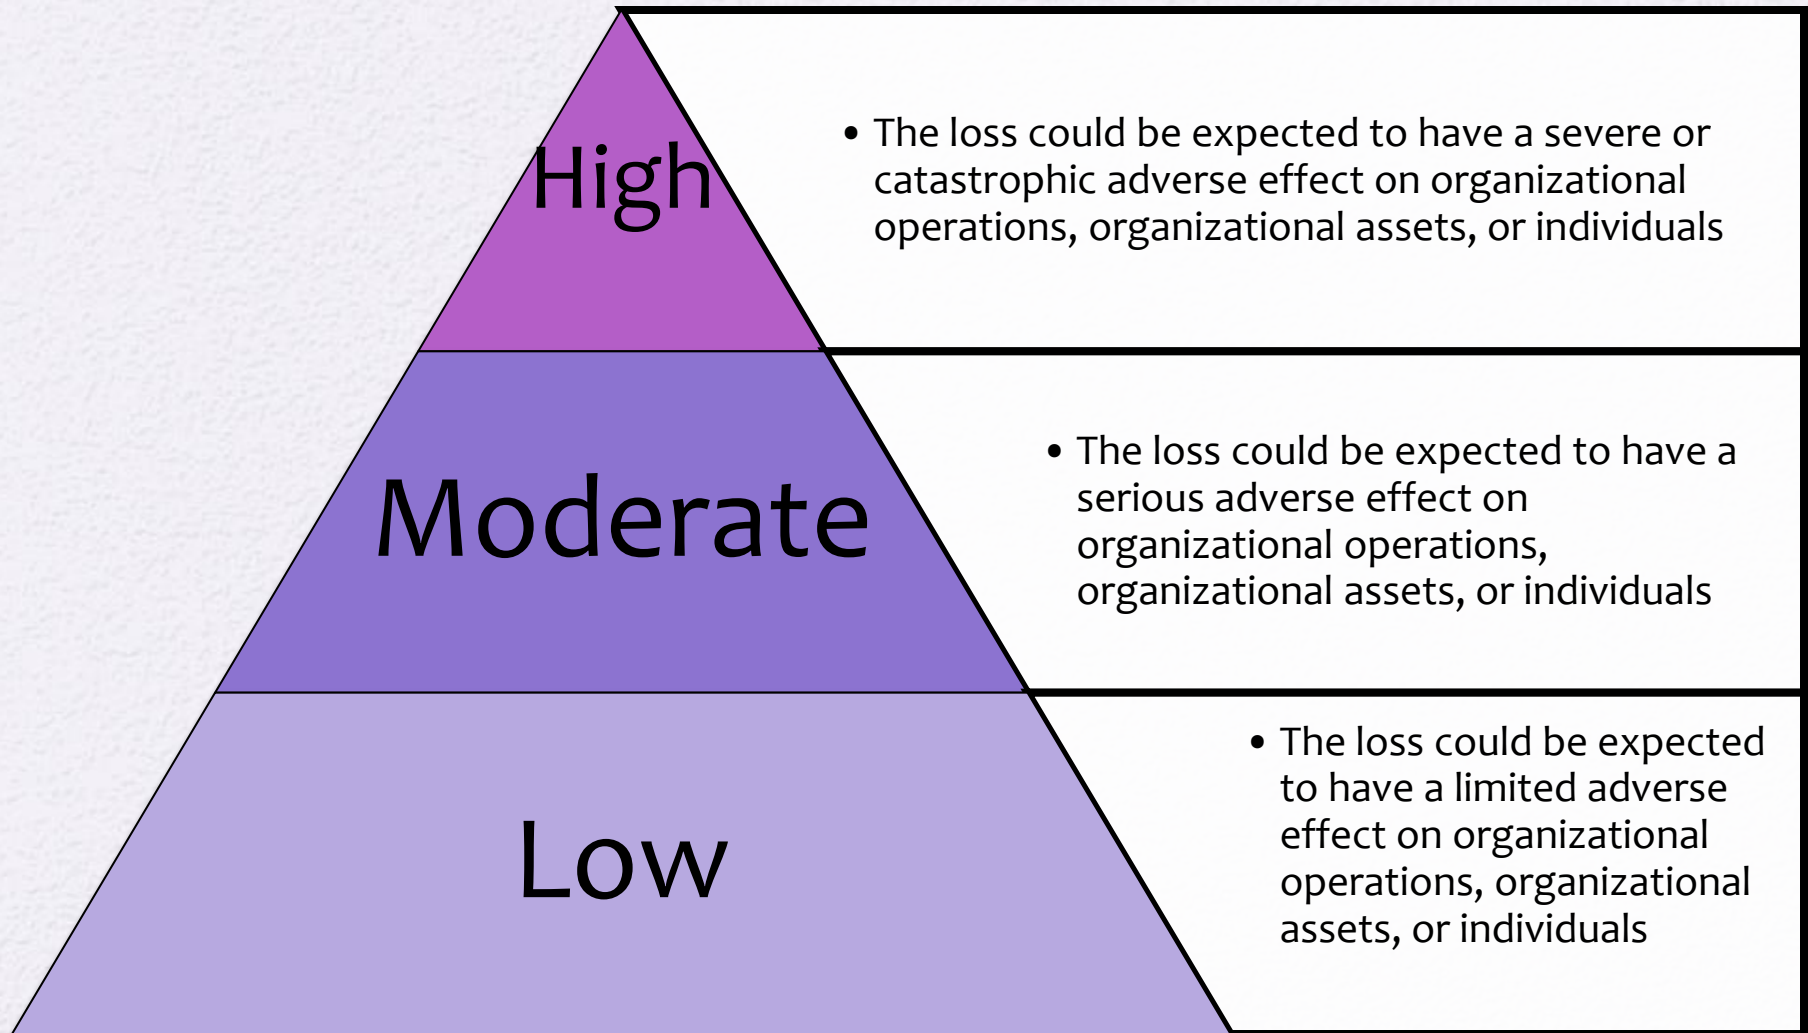 High
• The loss could be expected to have a severe or
catastrophic adverse effect on organizational
operations, organizational assets, or individuals
Moderate
• The loss could be expected to have a
serious adverse effect on
organizational operations,
organizational assets, or individuals
Low
• The loss could be expected
to have a limited adverse
effect on organizational
operations, organizational
assets, or individuals